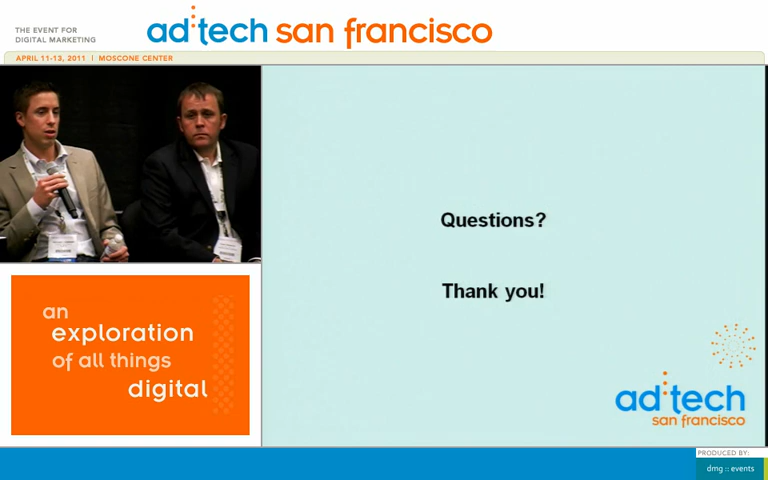 THE EVENT FOR
DIGITAL MARKETING
ad:tech san francisco
APRIL 11-13, 2011 | MOSCONE CENTER
Questions?
Thank you!
an
exploration
of all things
digital
ad:tech
san francisco
PRODUCED BY:
dmg :: events